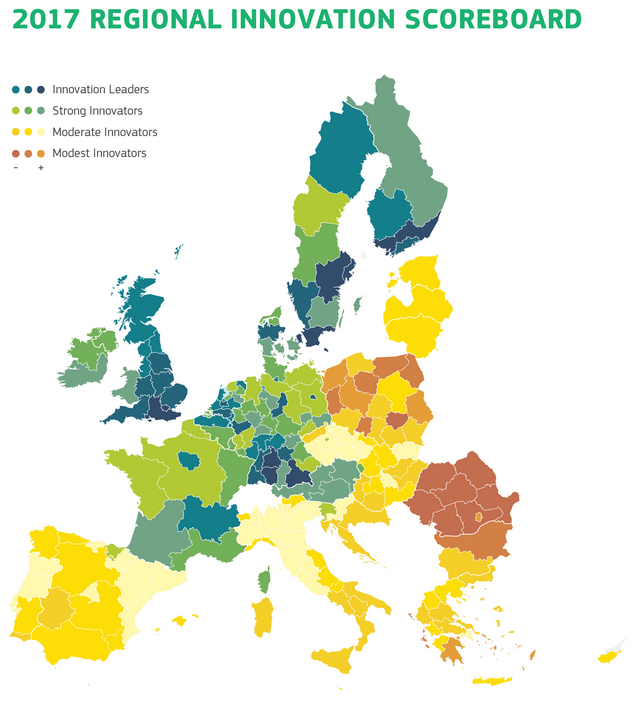 2017 REGIONAL INNOVATION SCOREBOARD
Innovation Leaders
Strong Innovators
Moderate Innovators
Modest Innovators
- +